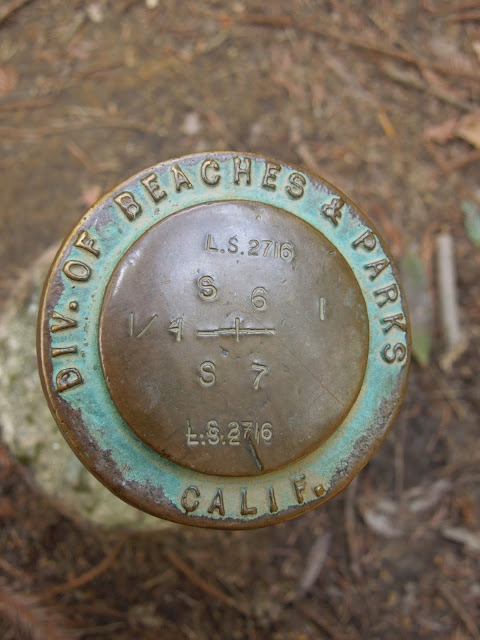 DIV. OF BEACHES & PARKS
L.S. 2716
S 6
1/4 1
S 7
L.S. 2716
CALIF.